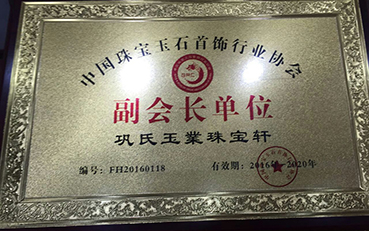 中国珠宝玉石首饰行业协会
副会长单位
巩氏玉業珠宝轩
编号：FH20160118 有效期：2016年-2020年